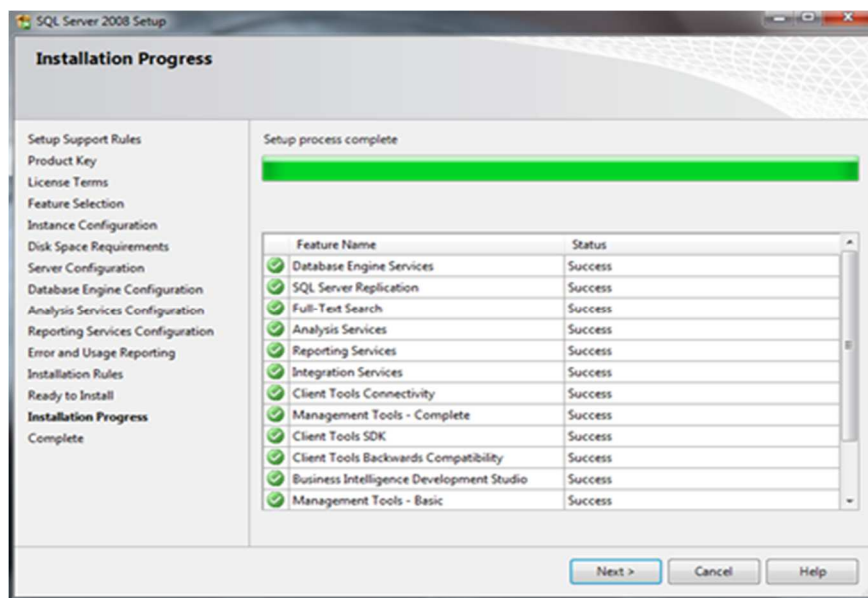 SQL Server 2008 Setup
Installation Progress
Setup Support Rules
Product Key
License Terms
Feature Selection
Instance Configuration
Disk Space Requirements
Server Configuration
Database Engine Configuration
Analysis Services Configuration
Reporting Services Configuration
Error and Usage Reporting
Installation Rules
Ready to Install
Installation Progress
Complete
Setup process complete
Feature Name Status
Database Engine Services Success
SQL Server Replication Success
Full-Text Search Success
Analysis Services Success
Reporting Services Success
Integration Services Success
Client Tools Connectivity Success
Management Tools - Complete Success
Client Tools SDK Success
Client Tools Backwards Compatibility Success
Business Intelligence Development Studio Success
Management Tools - Basic Success
Next > Cancel Help